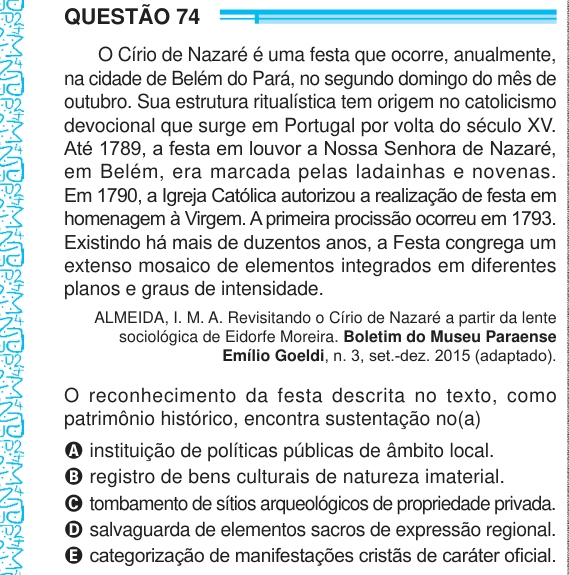 QUESTÃO 74
O Círio de Nazaré é uma festa que ocorre, anualmente,
na cidade de Belém do Pará, no segundo domingo do mês de
outubro. Sua estrutura ritualística tem origem no catolicismo
devocional que surge em Portugal por volta do século XV.
Até 1789, a festa em louvor a Nossa Senhora de Nazaré,
em Belém, era marcada pelas ladainhas e novenas.
Em 1790, a Igreja Católica autorizou a realização de festa em
homenagem à Virgem. A primeira procissão ocorreu em 1793.
Existindo há mais de duzentos anos, a Festa congrega um
extenso mosaico de elementos integrados em diferentes
planos e graus de intensidade.
ALMEIDA, I. M. A. Revisitando o Círio de Nazaré a partir da lente
sociológica de Eidorfe Moreira. Boletim do Museu Paraense
Emílio Goeldi, n. 3, set.-dez. 2015 (adaptado).
O reconhecimento da festa descrita no texto, como
patrimônio histórico, encontra sustentação no(a)
A instituição de políticas públicas de âmbito local.
B registro de bens culturais de natureza imaterial.
C tombamento de sítios arqueológicos de propriedade privada.
D salvaguarda de elementos sacros de expressão regional.
E categorização de manifestações cristãs de caráter oficial.